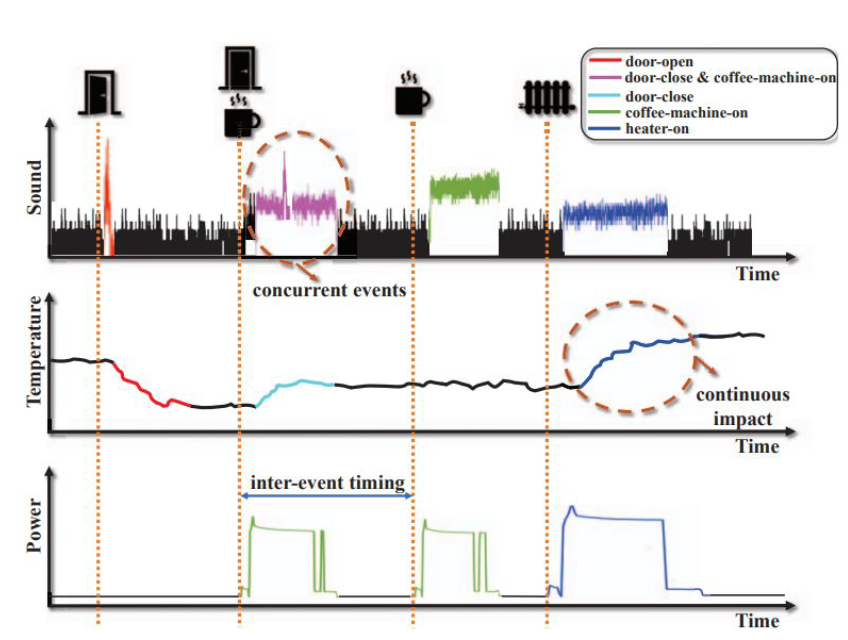 door-open
door-close & coffee-machine-on
door-close
coffee-machine-on
heater-on
Sound
Time
concurrent events
Temperature
continuous
impact
Time
inter-event timing
Power
Time